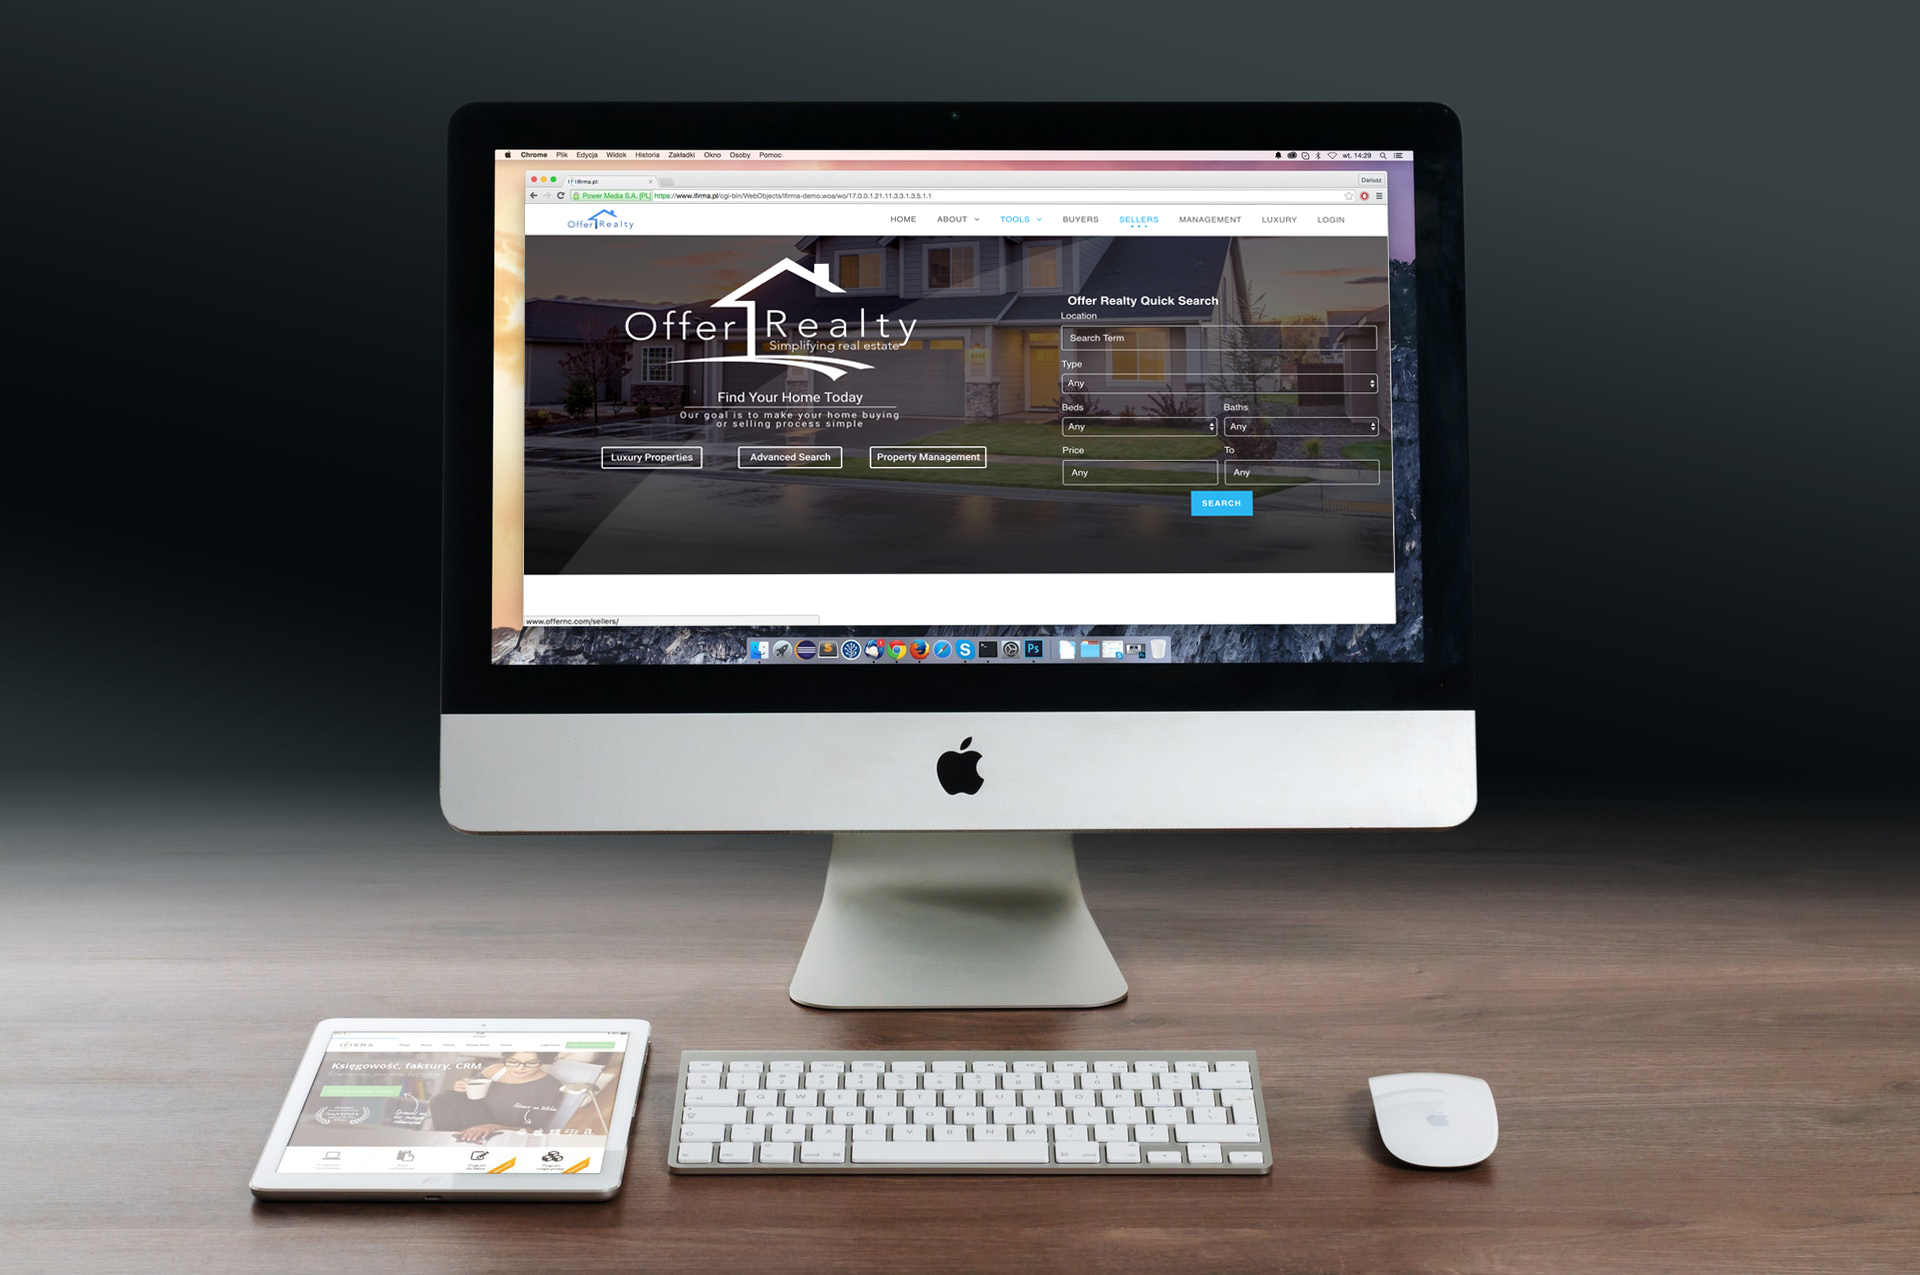 Chrome Plik Edycja Widok Historia Zakładki Okno Osoby Pomoc wt. 14:29
ifirma.pl: Dariusz
Power Media S.A. [PL] https://www.ifirma.pl/cgi-bin/WebObjects/ifirma-demo.woa/wo/17.0.0.1.21.11.3.3.1.3.5.1.1
Offer Realty HOME ABOUT TOOLS BUYERS SELLERS MANAGEMENT LUXURY LOGIN
Offer Realty
Simplifying real estate
Find Your Home Today
Our goal is to make your home buying
or selling process simple
Luxury Properties Advanced Search Property Management
Offer Realty Quick Search
Location
Search Term
Type
Any
Beds Baths
Any Any
Price To
Any Any
SEARCH
www.offernc.com/sellers/
S S Ps
IFIRMA
Księgowość, faktury, CRM
Q W E R T Y U I O P
A S D F G H J K L
Z X C V B N M